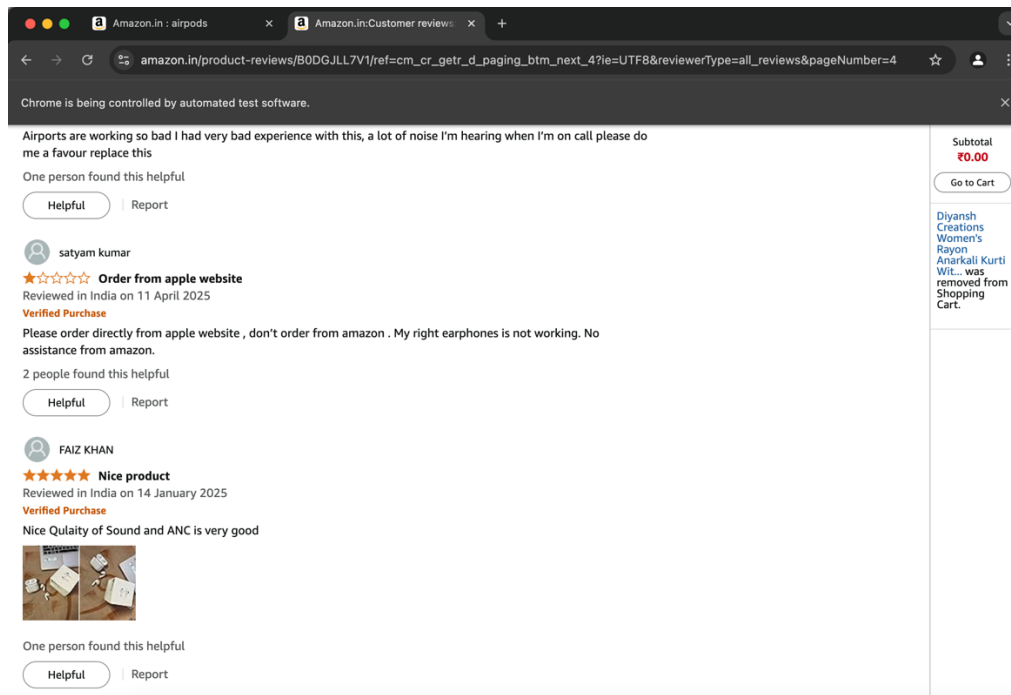 Amazon.in : airpods
Amazon.in:Customer reviews:
amazon.in/product-reviews/B0DGJLL7V1/ref=cm_cr_getr_d_paging_btm_next_4?ie=UTF8&reviewerType=all_reviews&pageNumber=4
Chrome is being controlled by automated test software.
Airports are working so bad I had very bad experience with this, a lot of noise I'm hearing when I'm on call please do
me a favour replace this
One person found this helpful
Helpful
Report
satyam kumar
Order from apple website
Reviewed in India on 11 April 2025
Verified Purchase
Please order directly from apple website , don't order from amazon . My right earphones is not working. No
assistance from amazon.
2 people found this helpful
Helpful
Report
FAIZ KHAN
Nice product
Reviewed in India on 14 January 2025
Verified Purchase
Nice Qulaity of Sound and ANC is very good
One person found this helpful
Helpful
Report
Subtotal
₹0.00
Go to Cart
Diyansh
Creations
Women's
Rayon
Anarkali Kurti
Wit... was
removed from
Shopping
Cart.